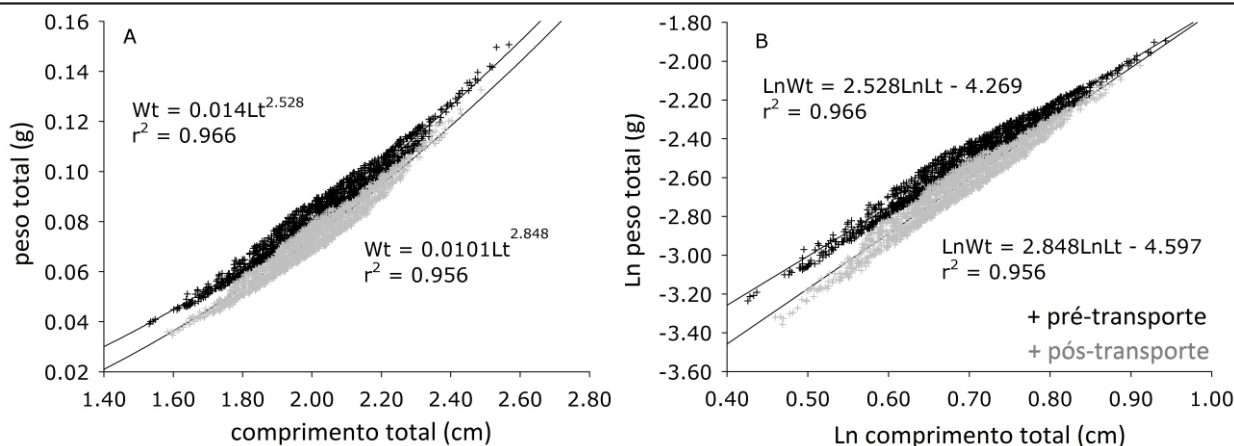 A
Wt = 0.014Lt^2.528
r² = 0.966
Wt = 0.0101Lt^2.848
r² = 0.956
peso total (g)
0.16
0.14
0.12
0.10
0.08
0.06
0.04
0.02
1.40 1.60 1.80 2.00 2.20 2.40 2.60 2.80
comprimento total (cm)
B
LnWt = 2.528LnLt - 4.269
r² = 0.966
LnWt = 2.848LnLt - 4.597
r² = 0.956
+ pré-transporte
+ pós-transporte
Ln peso total (g)
-1.80
-2.00
-2.20
-2.40
-2.60
-2.80
-3.00
-3.20
-3.40
-3.60
0.40 0.50 0.60 0.70 0.80 0.90 1.00
Ln comprimento total (cm)